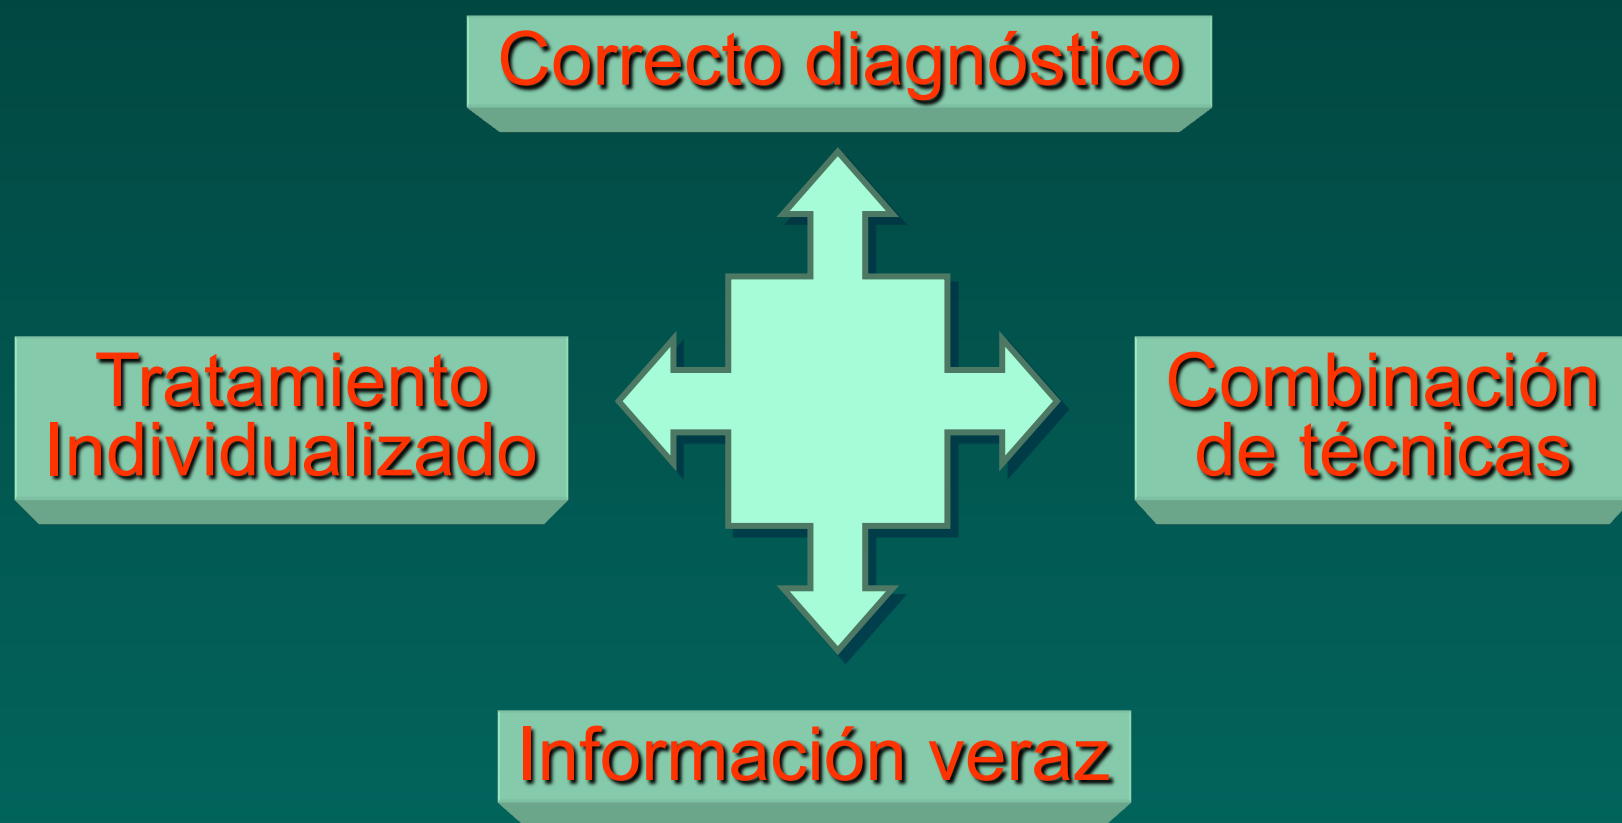 Correcto diagnóstico
Tratamiento
Individualizado
Combinación
de técnicas
Información veraz